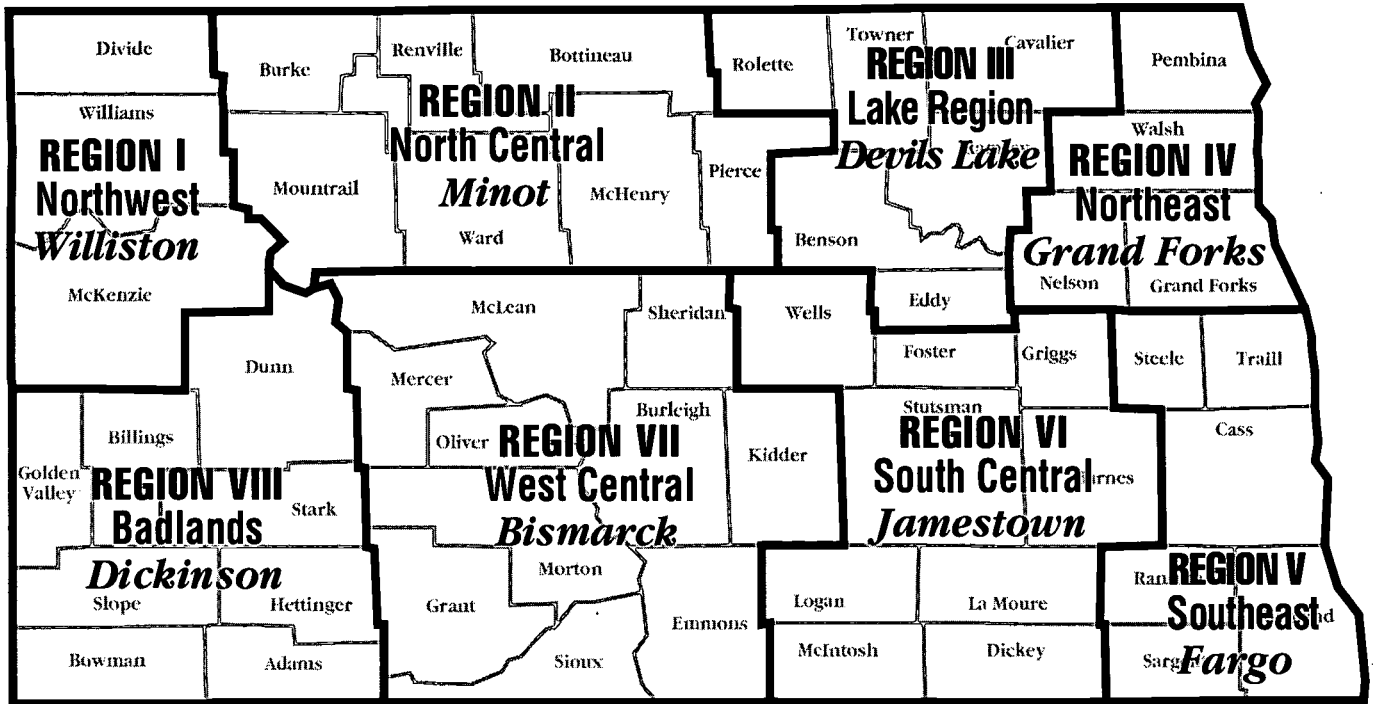 Divide
Williams
REGION I
Northwest
Williston
McKenzie
Burke
Renville
Bottineau
REGION II
North Central
Minot
Mountrail
Ward
McHenry
Pierce
Rolette
Towner
Cavalier
REGION III
Lake Region
Devils Lake
Benson
Eddy
Pembina
Walsh
REGION IV
Northeast
Grand Forks
Nelson
Grand Forks
Dunn
Billings
Golden
Valley
REGION VIII
Badlands
Dickinson
Stark
Slope
Hettinger
Bowman
Adams
McLean
Sheridan
Mercer
Oliver
Burleigh
REGION VII
West Central
Bismarck
Kidder
Morton
Grant
Sioux
Emmons
Wells
Foster
Griggs
Stutsman
REGION VI
South Central
Jamestown
Logan
La Moure
McIntosh
Dickey
Steele
Traill
Cass
REGION V
Southeast
Fargo